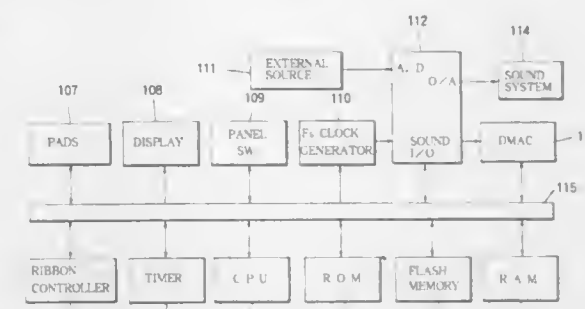 112
114
111
EXTERNAL
SOURCE
A/D
D/A
SOUND
SYSTEM
107
108
109
110
PADS
DISPLAY
PANEL
SW
Fs CLOCK
GENERATOR
SOUND
I/O
DMAC
115
RIBBON
CONTROLLER
TIMER
CPU
ROM
FLASH
MEMORY
RAM